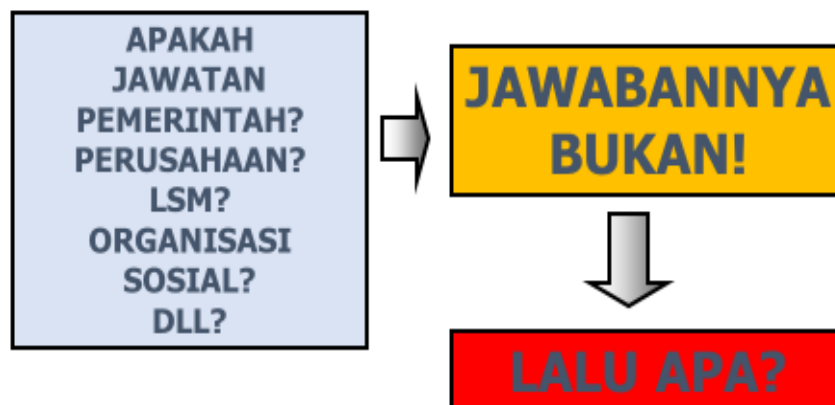 APAKAH
JAWATAN
PEMERINTAH?
PERUSAHAAN?
LSM?
ORGANISASI
SOSIAL?
DLL?
JAWABANNYA
BUKAN!
LALU APA?